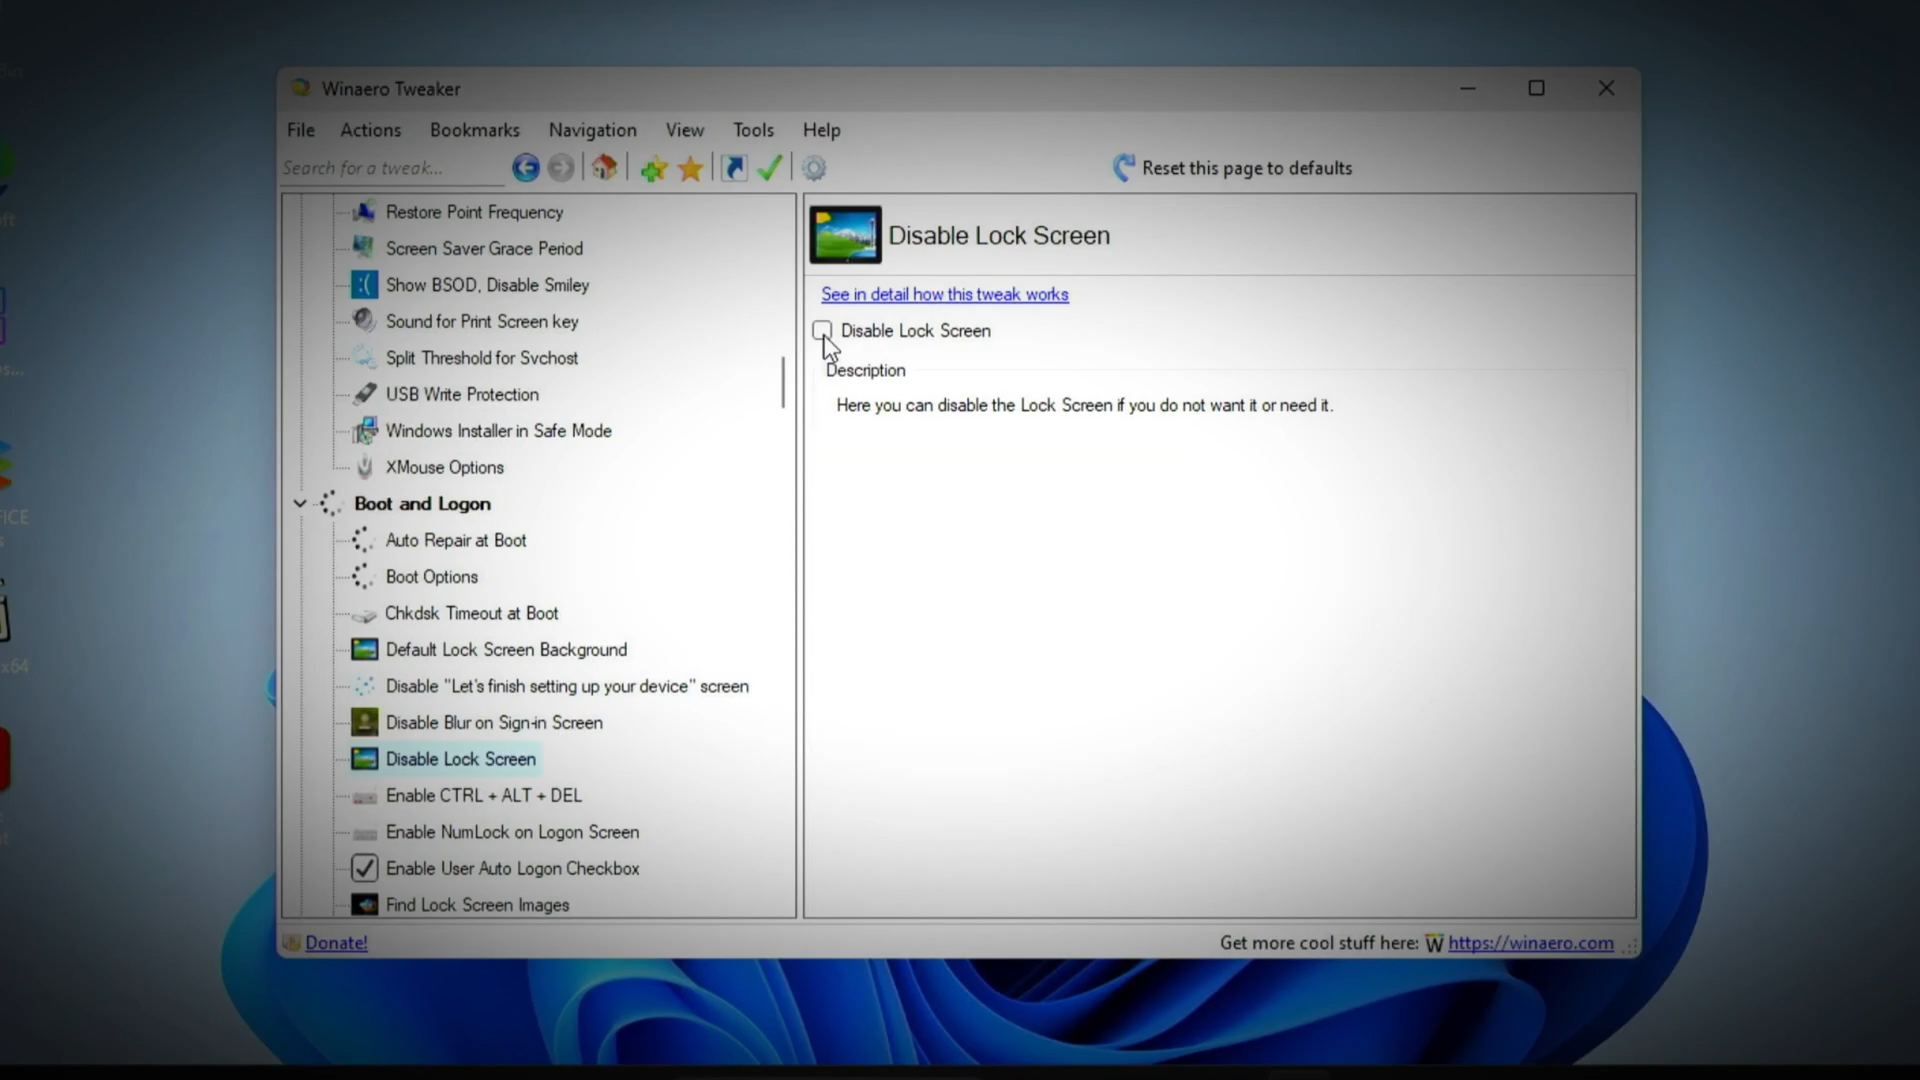 Winaero Tweaker
File Actions Bookmarks Navigation View Tools Help
Search for a tweak...
Reset this page to defaults
Restore Point Frequency
Screen Saver Grace Period
Show BSOD, Disable Smiley
Sound for Print Screen key
Split Threshold for Svchost
USB Write Protection
Windows Installer in Safe Mode
XMouse Options
Boot and Logon
Auto Repair at Boot
Boot Options
Chkdsk Timeout at Boot
Default Lock Screen Background
Disable "Let's finish setting up your device" screen
Disable Blur on Sign-in Screen
Disable Lock Screen
Enable CTRL + ALT + DEL
Enable NumLock on Logon Screen
Enable User Auto Logon Checkbox
Find Lock Screen Images
Disable Lock Screen
See in detail how this tweak works
Disable Lock Screen
Description
Here you can disable the Lock Screen if you do not want it or need it.
Donate!
Get more cool stuff here: W https://winaero.com